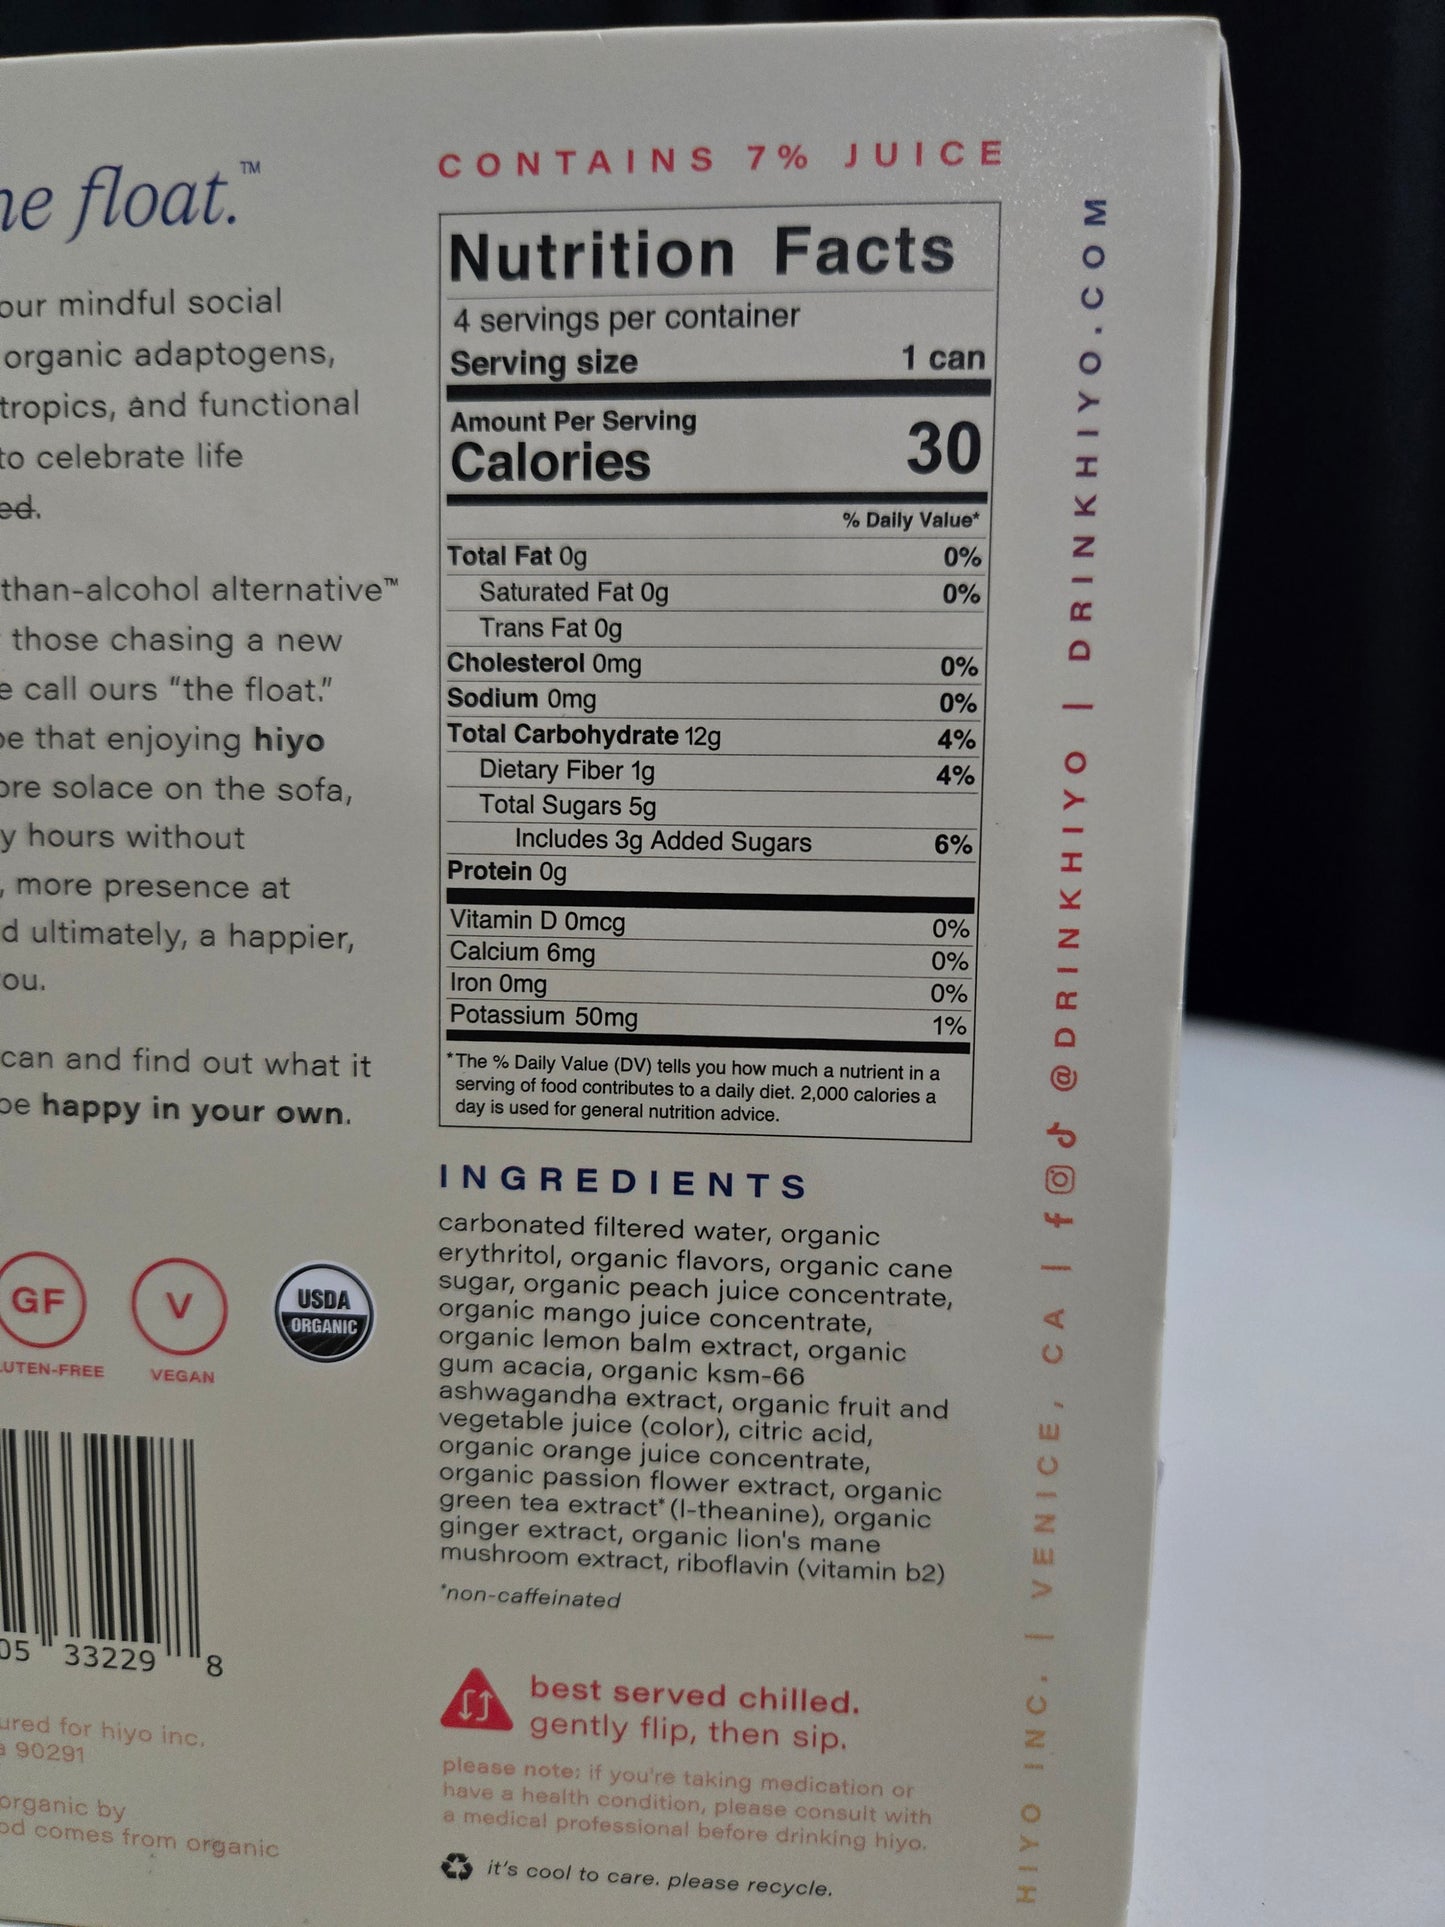 he float.™
our mindful social
organic adaptogens,
tropics, and functional
to celebrate life
ed.
than-alcohol alternative™
those chasing a new
e call ours "the float."
be that enjoying hiyo
ore solace on the sofa,
y hours without
, more presence at
d ultimately, a happier,
ou.
can and find out what it
be happy in your own.
GF
LUTEN-FREE
V
VEGAN
USDA
ORGANIC
05 33229 8
ured for hiyo inc.
a 90291
organic by
od comes from organic
CONTAINS 7% JUICE
Nutrition Facts
4 servings per container
Serving size 1 can
Amount Per Serving
Calories 30
% Daily Value*
Total Fat 0g 0%
Saturated Fat 0g 0%
Trans Fat 0g
Cholesterol 0mg 0%
Sodium 0mg 0%
Total Carbohydrate 12g 4%
Dietary Fiber 1g 4%
Total Sugars 5g
Includes 3g Added Sugars 6%
Protein 0g
Vitamin D 0mcg 0%
Calcium 6mg 0%
Iron 0mg 0%
Potassium 50mg 1%
*The % Daily Value (DV) tells you how much a nutrient in a
serving of food contributes to a daily diet. 2,000 calories a
day is used for general nutrition advice.
INGREDIENTS
carbonated filtered water, organic
erythritol, organic flavors, organic cane
sugar, organic peach juice concentrate,
organic mango juice concentrate,
organic lemon balm extract, organic
gum acacia, organic ksm-66
ashwagandha extract, organic fruit and
vegetable juice (color), citric acid,
organic orange juice concentrate,
organic passion flower extract, organic
green tea extract* (l-theanine), organic
ginger extract, organic lion's mane
mushroom extract, riboflavin (vitamin b2)
*non-caffeinated
best served chilled.
gently flip, then sip.
please note: if you're taking medication or
have a health condition, please consult with
a medical professional before drinking hiyo.
it's cool to care. please recycle.
HIYO INC. | VENICE, CA | @DRINKHIYO | DRINKHIYO.COM